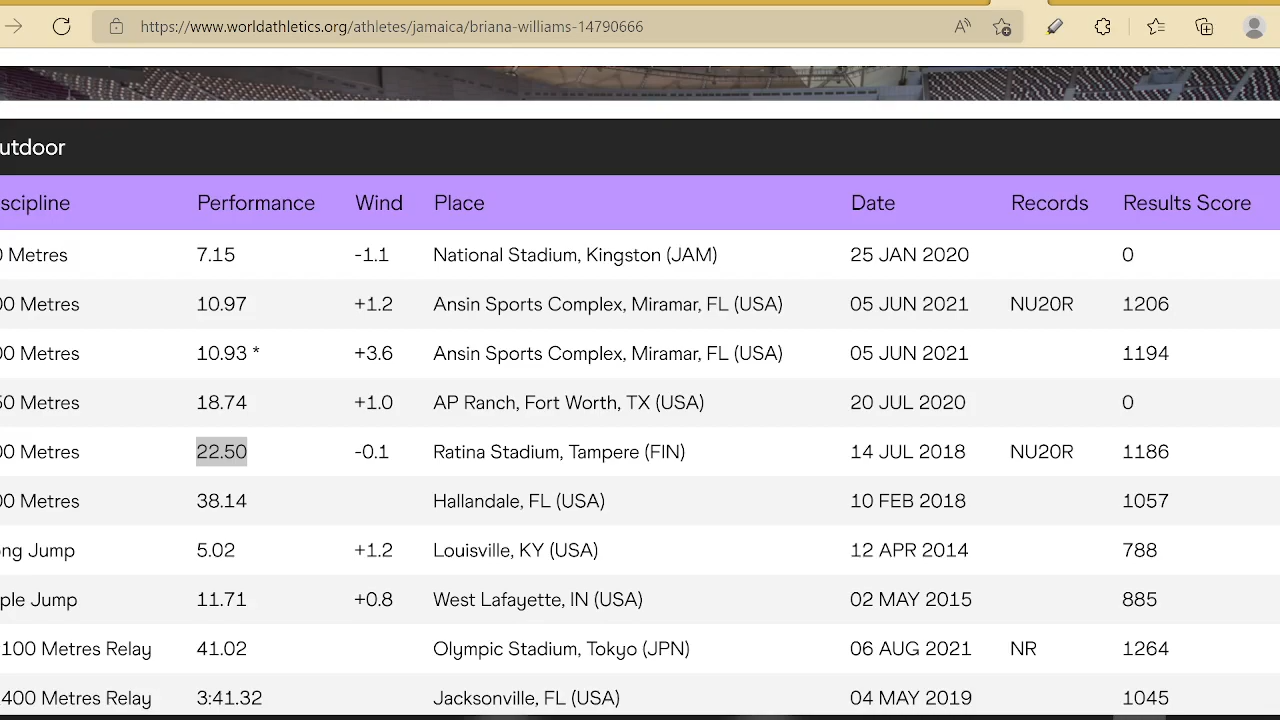 https://www.worldathletics.org/athletes/jamaica/briana-williams-14790666
utdoor
scipline Performance Wind Place Date Records Results Score
0 Metres 7.15 -1.1 National Stadium, Kingston (JAM) 25 JAN 2020 0
00 Metres 10.97 +1.2 Ansin Sports Complex, Miramar, FL (USA) 05 JUN 2021 NU20R 1206
00 Metres 10.93 * +3.6 Ansin Sports Complex, Miramar, FL (USA) 05 JUN 2021 1194
50 Metres 18.74 +1.0 AP Ranch, Fort Worth, TX (USA) 20 JUL 2020 0
00 Metres 22.50 -0.1 Ratina Stadium, Tampere (FIN) 14 JUL 2018 NU20R 1186
00 Metres 38.14 Hallandale, FL (USA) 10 FEB 2018 1057
ong Jump 5.02 +1.2 Louisville, KY (USA) 12 APR 2014 788
ple Jump 11.71 +0.8 West Lafayette, IN (USA) 02 MAY 2015 885
100 Metres Relay 41.02 Olympic Stadium, Tokyo (JPN) 06 AUG 2021 NR 1264
400 Metres Relay 3:41.32 Jacksonville, FL (USA) 04 MAY 2019 1045